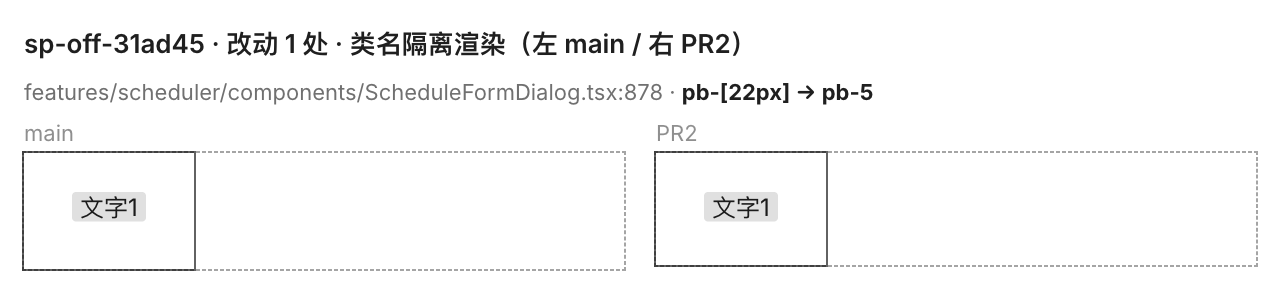 sp-off-31ad45 · 改动 1 处 · 类名隔离渲染（左 main / 右 PR2）
features/scheduler/components/ScheduleFormDialog.tsx:878 · pb-[22px] → pb-5
main
PR2
文字1
文字1